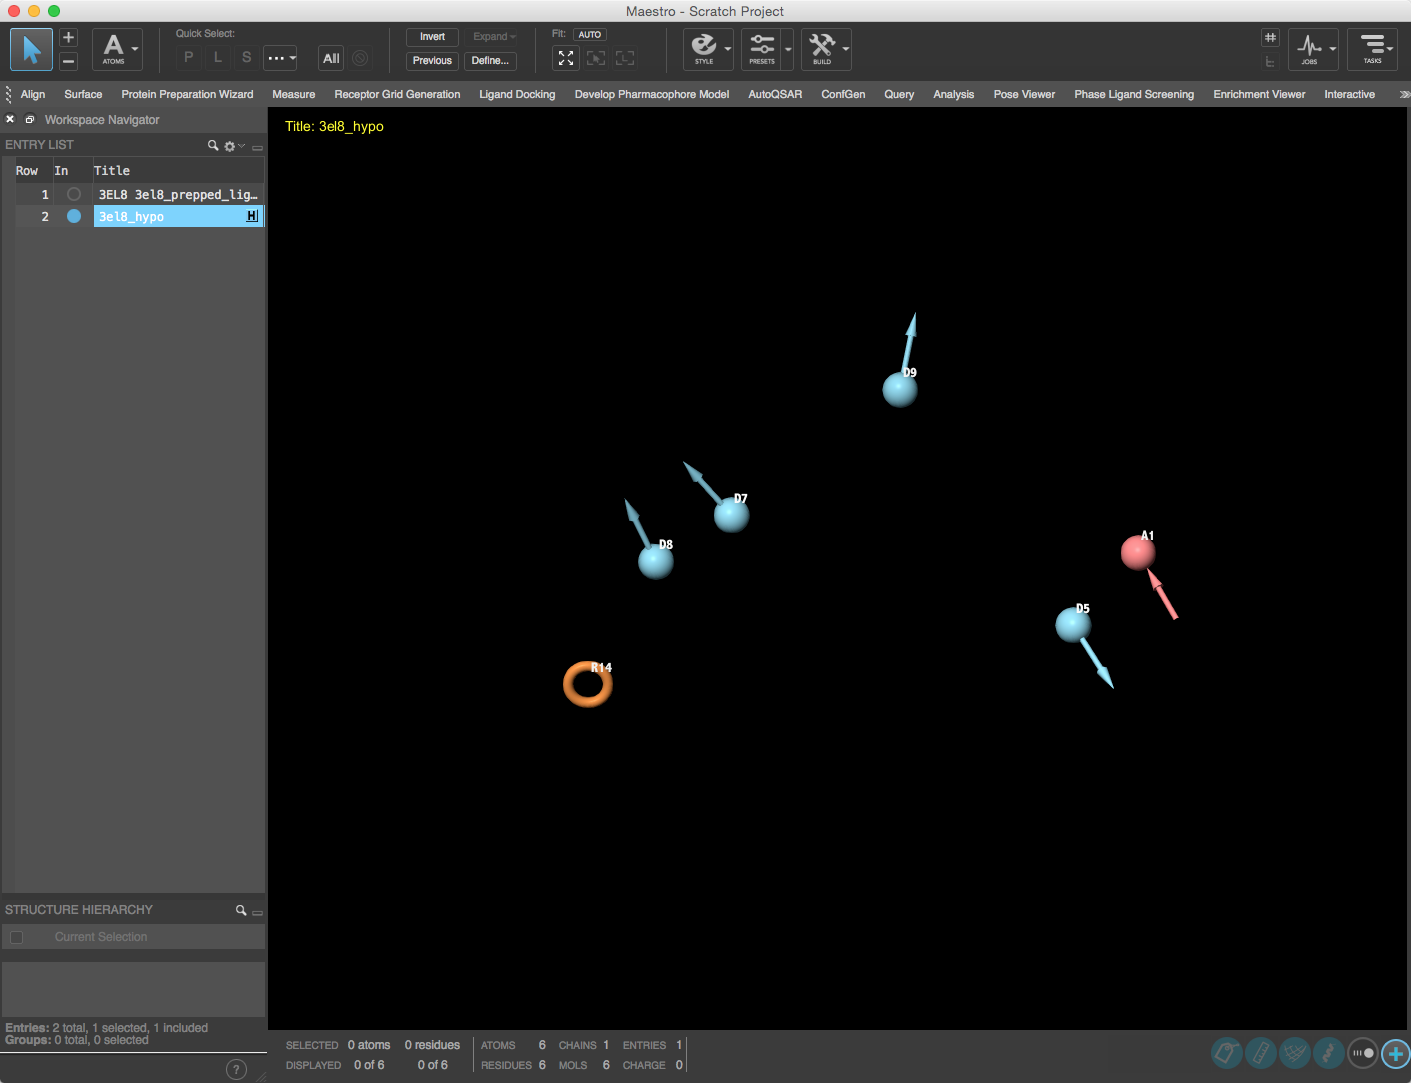 Maestro - Scratch Project
Quick Select:
Invert
Expand
Fit: AUTO
A
ATOMS
P L S ...
All
Previous
Define...
STYLE
PRESETS
BUILD
JOBS
TASKS
Align Surface Protein Preparation Wizard Measure Receptor Grid Generation Ligand Docking Develop Pharmacophore Model AutoQSAR ConfGen Query Analysis Pose Viewer Phase Ligand Screening Enrichment Viewer Interactive
Workspace Navigator
Title: 3el8_hypo
ENTRY LIST
Row In Title
1 3EL8 3el8_prepped_lig…
2 3el8_hypo H
D9
D7
D8
A1
D5
R14
STRUCTURE HIERARCHY
Current Selection
Entries: 2 total, 1 selected, 1 included
Groups: 0 total, 0 selected
?
SELECTED 0 atoms 0 residues ATOMS 6 CHAINS 1 ENTRIES 1
DISPLAYED 0 of 6 0 of 6 RESIDUES 6 MOLS 6 CHARGE 0